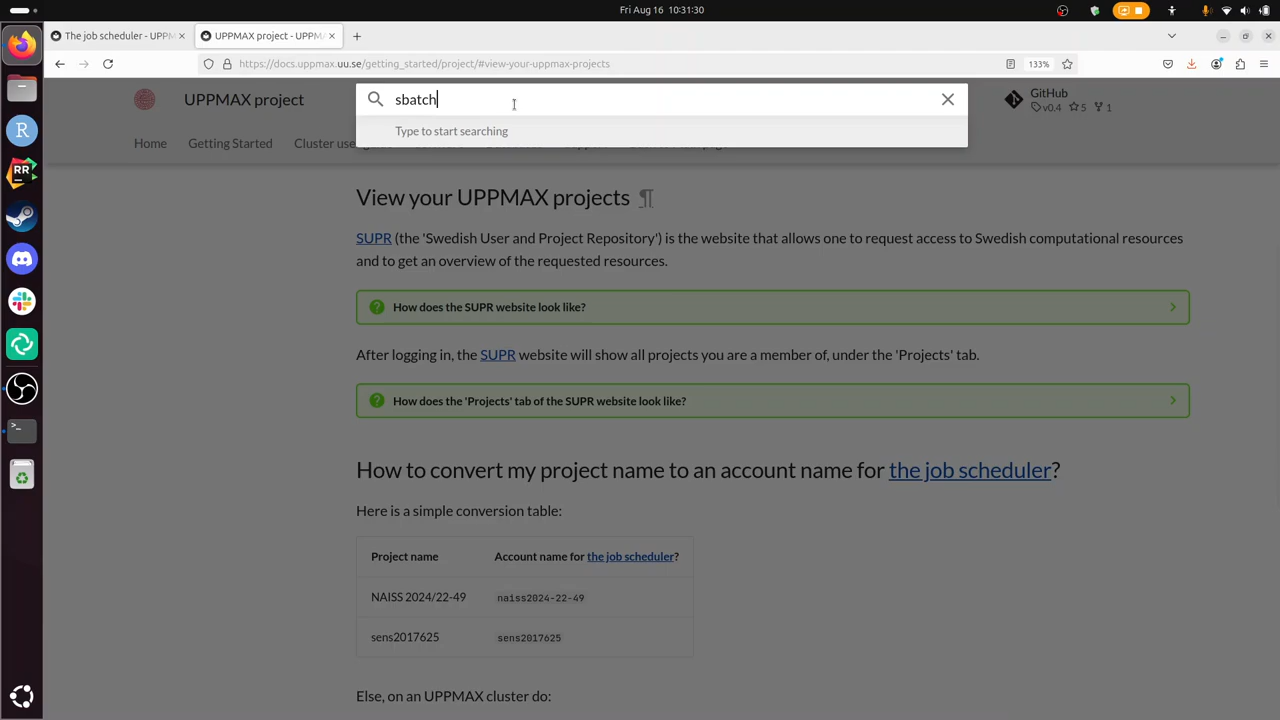 Fri Aug 16 10:31:30
The job scheduler - UPPM
UPPMAX project - UPPMA
https://docs.uppmax.uu.se/getting_started/project/#view-your-uppmax-projects
133%
UPPMAX project
sbatch
Type to start searching
GitHub
v0.4 5 1
Home
Getting Started
Cluster use
R
RR
View your UPPMAX projects ¶
SUPR (the 'Swedish User and Project Repository') is the website that allows one to request access to Swedish computational resources
and to get an overview of the requested resources.
How does the SUPR website look like?
After logging in, the SUPR website will show all projects you are a member of, under the 'Projects' tab.
How does the 'Projects' tab of the SUPR website look like?
How to convert my project name to an account name for the job scheduler?
Here is a simple conversion table:
Project name Account name for the job scheduler?
NAISS 2024/22-49 naiss2024-22-49
sens2017625 sens2017625
Else, on an UPPMAX cluster do: